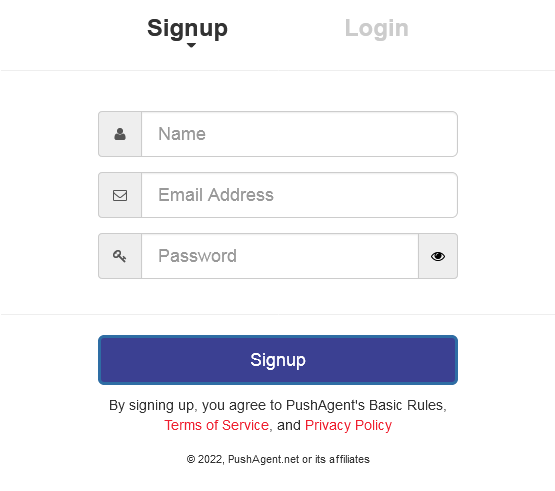 Signup Login
Name
Email Address
Password
Signup
By signing up, you agree to PushAgent's Basic Rules,
Terms of Service, and Privacy Policy
© 2022, PushAgent.net or its affiliates